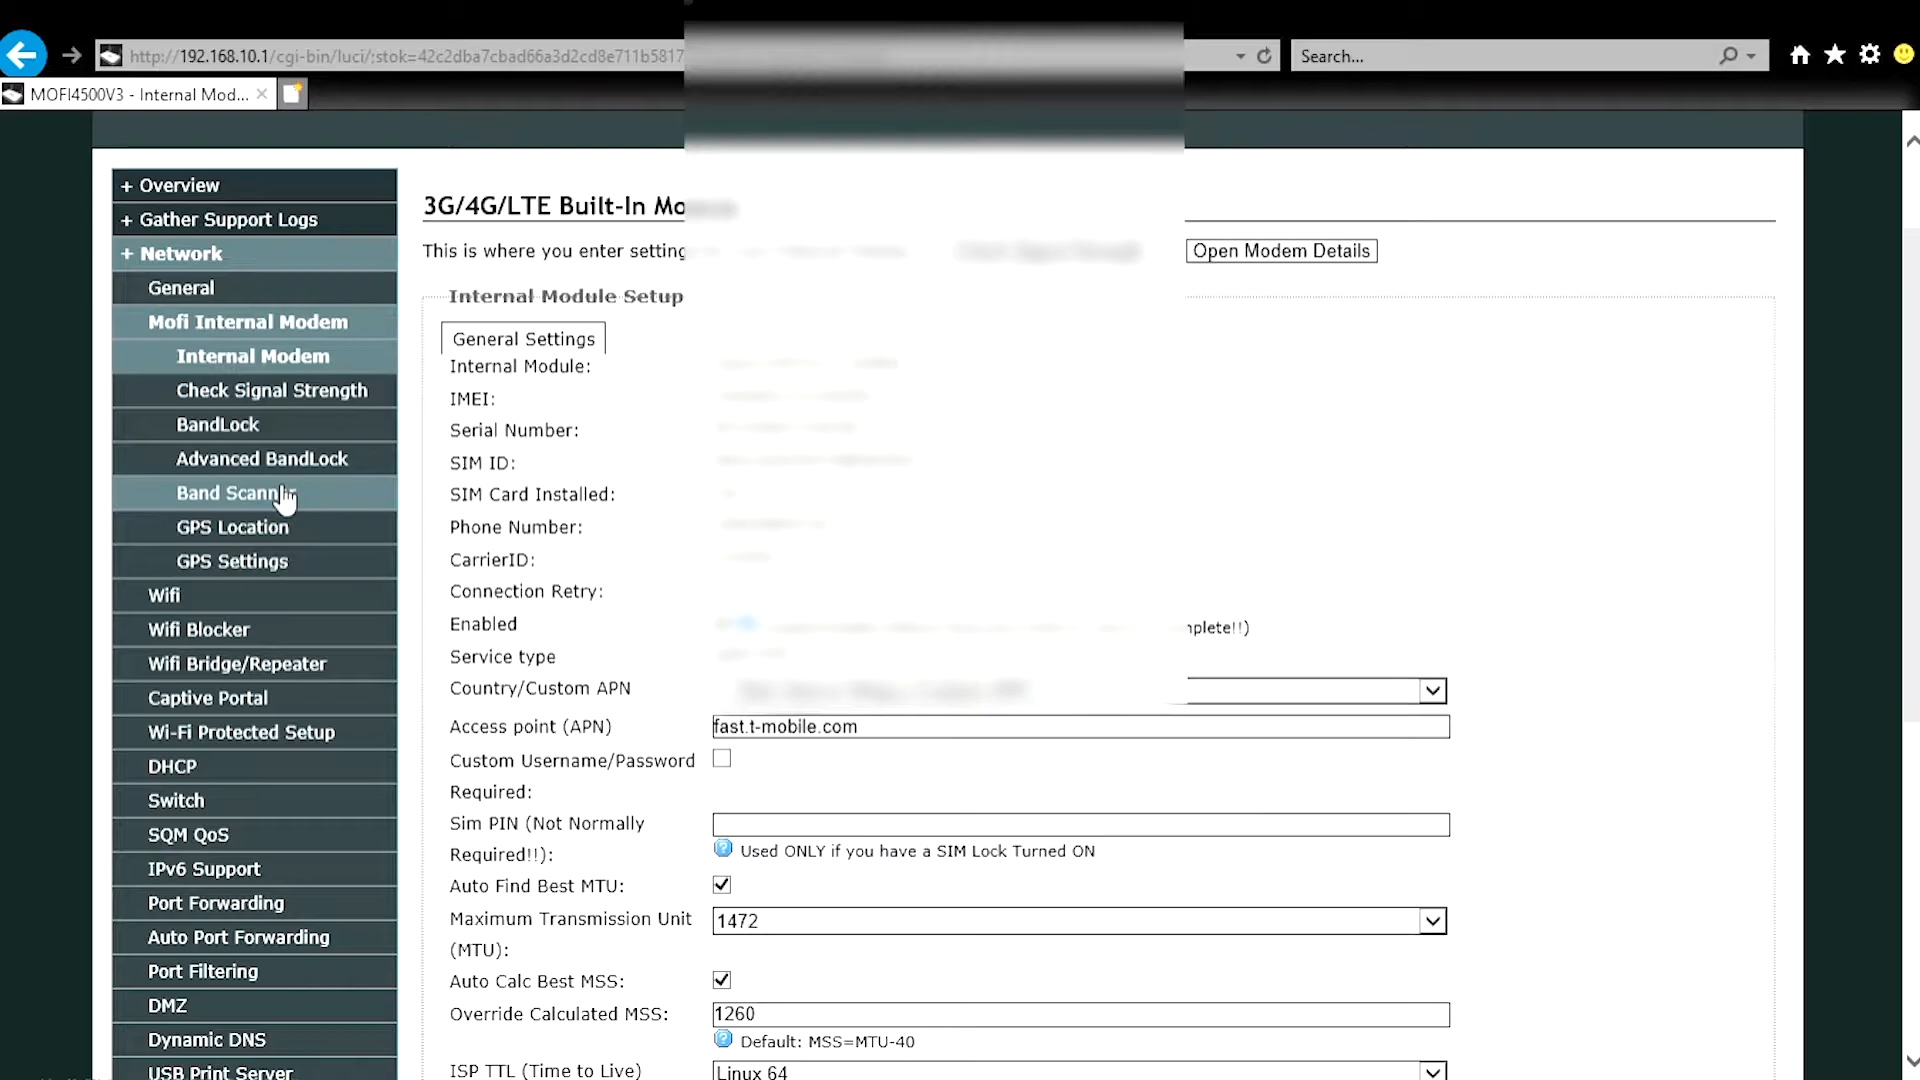 http://192.168.10.1/cgi-bin/luci/;stok=42c2dba7cbad66a3d2cd8e711b5817
Search...
MOFI4500V3 - Internal Mod...
+ Overview
+ Gather Support Logs
+ Network
General
Mofi Internal Modem
Internal Modem
Check Signal Strength
BandLock
Advanced BandLock
Band Scanner
GPS Location
GPS Settings
Wifi
Wifi Blocker
Wifi Bridge/Repeater
Captive Portal
Wi-Fi Protected Setup
DHCP
Switch
SQM QoS
IPv6 Support
Port Forwarding
Auto Port Forwarding
Port Filtering
DMZ
Dynamic DNS
USB Print Server
3G/4G/LTE Built-In
This is where you enter
Open Modem Details
Internal Module Setup
General Settings
Internal Module:
IMEI:
Serial Number:
SIM ID:
SIM Card Installed:
Phone Number:
CarrierID:
Connection Retry:
Enabled
Service type
Country/Custom APN
Access point (APN) fast.t-mobile.com
Custom Username/Password
Required:
Sim PIN (Not Normally
Required!!):
Used ONLY if you have a SIM Lock Turned ON
Auto Find Best MTU:
Maximum Transmission Unit 1472
(MTU):
Auto Calc Best MSS:
Override Calculated MSS: 1260
Default: MSS=MTU-40
ISP TTL (Time to Live) Linux 64